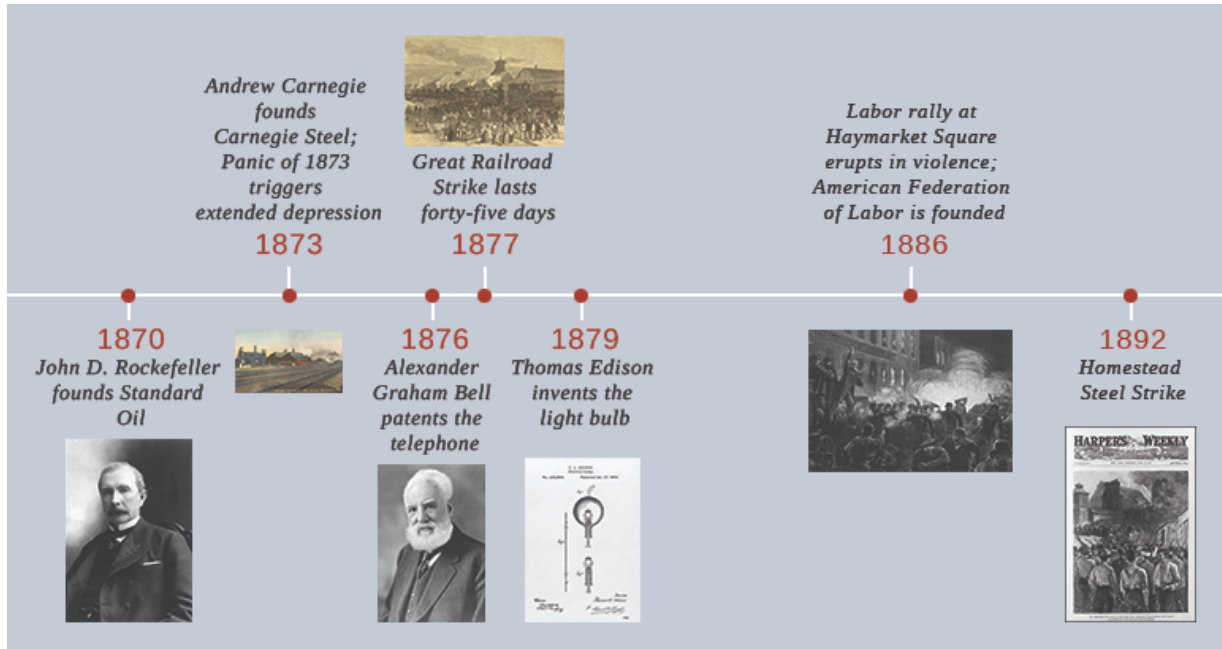 Andrew Carnegie
founds
Carnegie Steel;
Panic of 1873
triggers
extended depression
1873
Great Railroad
Strike lasts
forty-five days
1877
Labor rally at
Haymarket Square
erupts in violence;
American Federation
of Labor is founded
1886
1870
John D. Rockefeller
founds Standard
Oil
1876
Alexander
Graham Bell
patents the
telephone
1879
Thomas Edison
invents the
light bulb
1892
Homestead
Steel Strike
HARPER'S WEEKLY